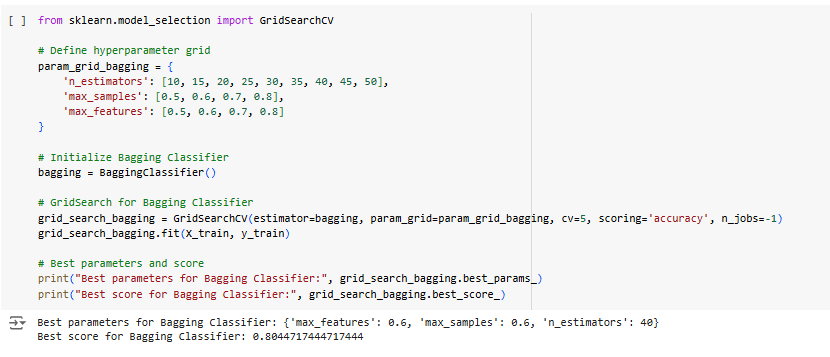 [ ] from sklearn.model_selection import GridSearchCV
# Define hyperparameter grid
param_grid_bagging = {
    'n_estimators': [10, 15, 20, 25, 30, 35, 40, 45, 50],
    'max_samples': [0.5, 0.6, 0.7, 0.8],
    'max_features': [0.5, 0.6, 0.7, 0.8]
}
# Initialize Bagging Classifier
bagging = BaggingClassifier()
# GridSearch for Bagging Classifier
grid_search_bagging = GridSearchCV(estimator=bagging, param_grid=param_grid_bagging, cv=5, scoring='accuracy', n_jobs=-1)
grid_search_bagging.fit(X_train, y_train)
# Best parameters and score
print("Best parameters for Bagging Classifier:", grid_search_bagging.best_params_)
print("Best score for Bagging Classifier:", grid_search_bagging.best_score_)
Best parameters for Bagging Classifier: {'max_features': 0.6, 'max_samples': 0.6, 'n_estimators': 40}
Best score for Bagging Classifier: 0.8044717444717444